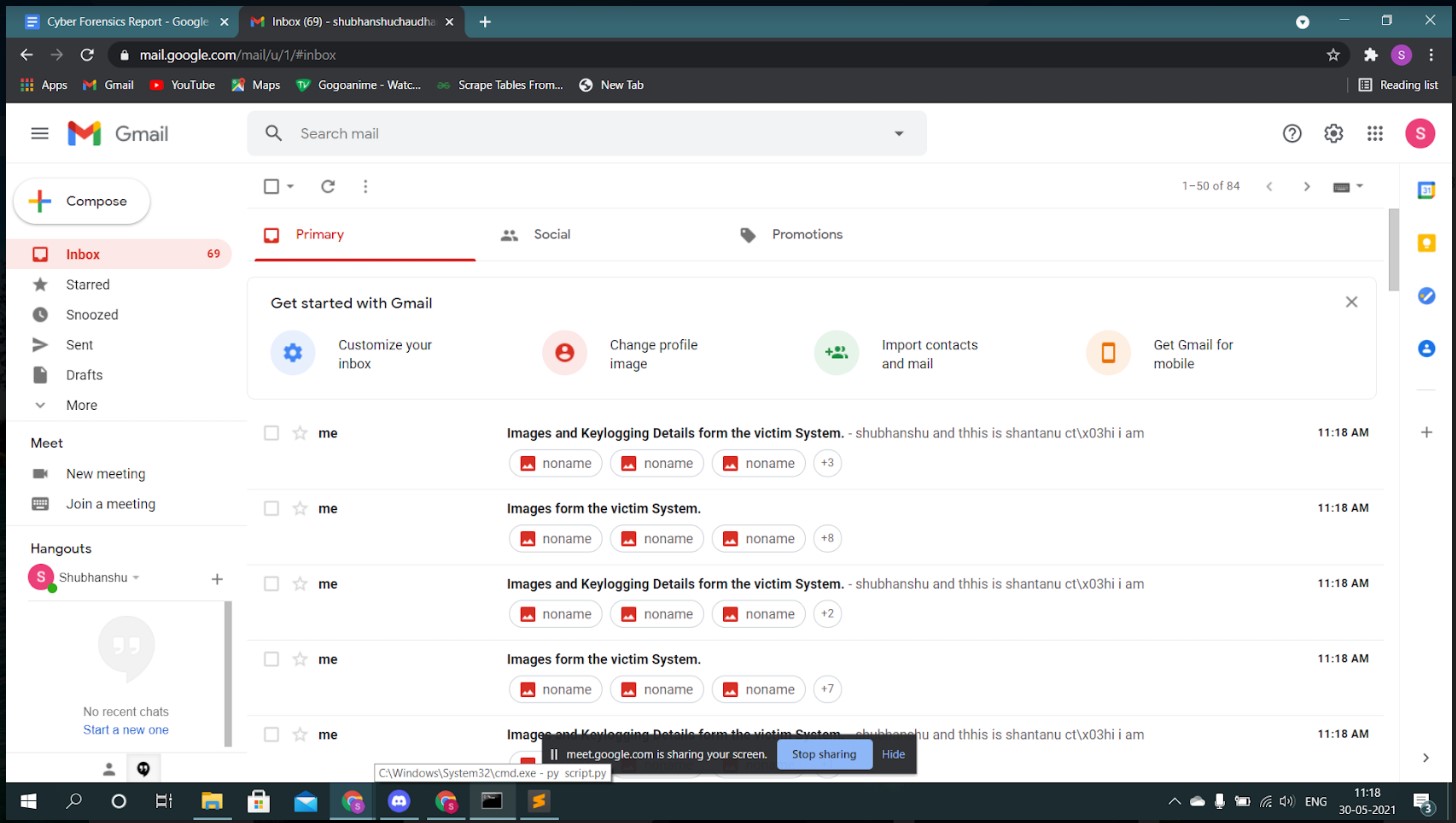 Cyber Forensics Report - Google
Inbox (69) - shubhanshuchaudha
mail.google.com/mail/u/1/#inbox
S
Apps
Gmail
YouTube
Maps
Gogoanime - Watc...
Scrape Tables From...
New Tab
Reading list
Gmail
Search mail
S
Compose
1–50 of 84
31
Primary
Social
Promotions
Inbox 69
Starred
Snoozed
Sent
Drafts
More
Get started with Gmail
Customize your
inbox
Change profile
image
Import contacts
and mail
Get Gmail for
mobile
Meet
New meeting
Join a meeting
Hangouts
S
Shubhanshu
No recent chats
Start a new one
me Images and Keylogging Details form the victim System. - shubhanshu and thhis is shantanu ct\x03hi i am 11:18 AM
noname noname noname +3
me Images form the victim System. 11:18 AM
noname noname noname +8
me Images and Keylogging Details form the victim System. - shubhanshu and thhis is shantanu ct\x03hi i am 11:18 AM
noname noname noname +2
me Images form the victim System. 11:18 AM
noname noname noname +7
me Images and Keylogging Details form the victim System. - shubhanshu and thhis is shantanu ct\x03hi i am 11:18 AM
meet.google.com is sharing your screen. Stop sharing Hide
C:\Windows\System32\cmd.exe - py script.py
ENG
11:18
30-05-2021
3